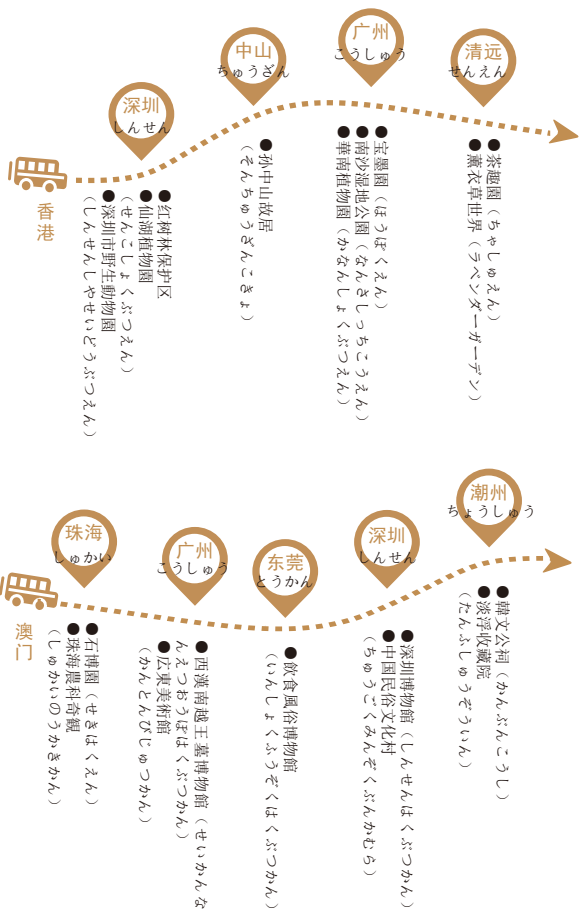 香港
深圳
しんせん
●红树林保护区
●仙湖植物園
（せんこしょくぶつえん）
●深圳市野生動物園
（しんせんしやせいどうぶつえん）
中山
ちゅうざん
●孙中山故居
（そんちゅうざんこきょ）
广州
こうしゅう
●宝墨園（ほうぼくえん）
●南沙湿地公園（なんさしっちこうえん）
●華南植物園（かなんしょくぶつえん）
清远
せんえん
●茶趣園（ちゃしゅえん）
●薰衣草世界（ラベンダーガーデン）
澳门
珠海
しゅかい
●石博園（せきはくえん）
●珠海農科奇観
（しゅかいのうかきかん）
广州
こうしゅう
●西漢南越王墓博物館（せいかんな
んえつおうぼはくぶつかん）
●広東美術館
（かんとんびじゅつかん）
东莞
とうかん
●飲食風俗博物館
（いんしょくふうぞくはくぶつかん）
深圳
しんせん
●深圳博物館（しんせんはくぶつかん）
●中国民俗文化村
（ちゅうごくみんぞくぶんかむら）
潮州
ちょうしゅう
●韓文公祠（かんぶんこうし）
●淡浮收藏院
（たんふしゅうぞういん）